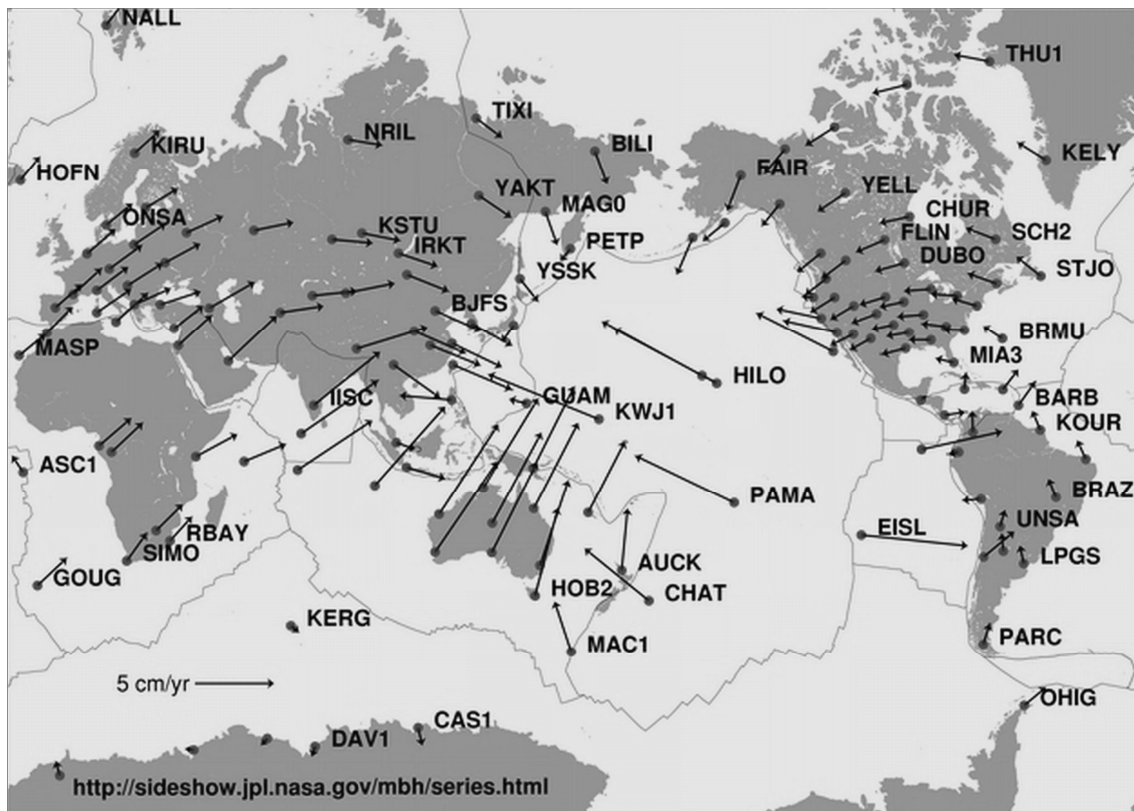 NALL
THU1
TIXI
NRIL
BILI
KIRU
HOFN
KELY
FAIR
YAKT
YELL
MAG0
CHUR
ONSA
KSTU
FLIN
SCH2
IRKT
PETP
DUBO
YSSK
STJO
BJFS
BRMU
MASP
MIA3
HILO
IISC
GUAM
BARB
KWJ1
KOUR
ASC1
PAMA
BRAZ
EISL
UNSA
RBAY
SIMO
LPGS
AUCK
GOUG
HOB2
CHAT
KERG
PARC
MAC1
5 cm/yr
OHIG
CAS1
DAV1
http://sideshow.jpl.nasa.gov/mbh/series.html